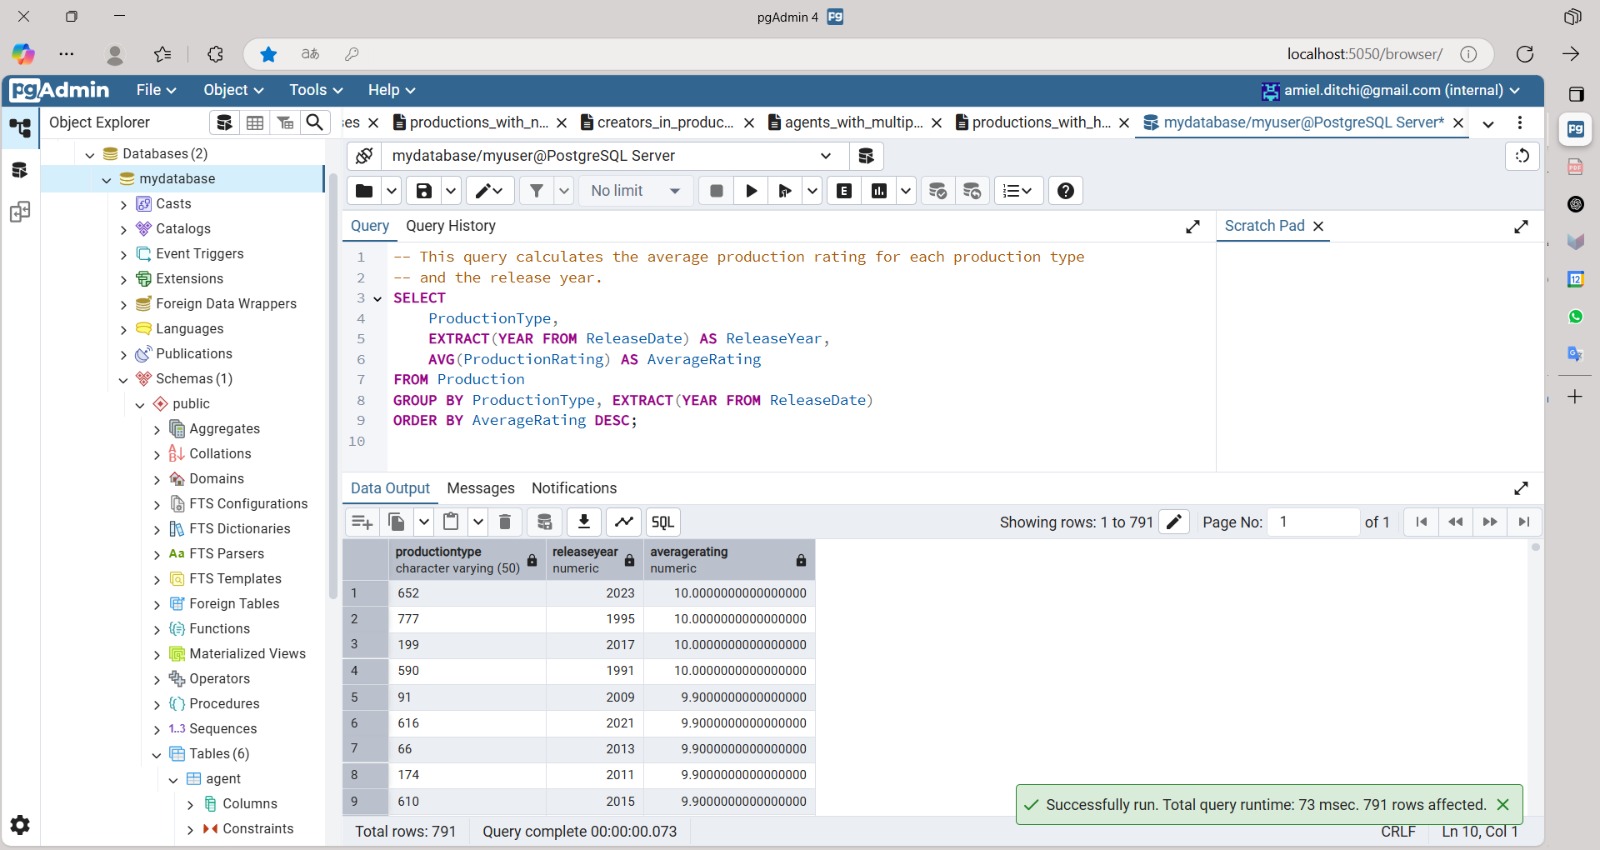 pgAdmin 4
localhost:5050/browser/
pgAdmin File Object Tools Help amiel.ditchi@gmail.com (internal)
Object Explorer
ses productions_with_n... creators_in_produc... agents_with_multip... productions_with_h... mydatabase/myuser@PostgreSQL Server*
mydatabase/myuser@PostgreSQL Server
No limit
Databases (2)
mydatabase
Casts
Catalogs
Event Triggers
Extensions
Foreign Data Wrappers
Languages
Publications
Schemas (1)
public
Aggregates
Collations
Domains
FTS Configurations
FTS Dictionaries
Aa FTS Parsers
FTS Templates
Foreign Tables
Functions
Materialized Views
Operators
Procedures
1..3 Sequences
Tables (6)
agent
Columns
Constraints
Query Query History
Scratch Pad
1 -- This query calculates the average production rating for each production type
2 -- and the release year.
3 SELECT
4 ProductionType,
5 EXTRACT(YEAR FROM ReleaseDate) AS ReleaseYear,
6 AVG(ProductionRating) AS AverageRating
7 FROM Production
8 GROUP BY ProductionType, EXTRACT(YEAR FROM ReleaseDate)
9 ORDER BY AverageRating DESC;
10
Data Output Messages Notifications
SQL
Showing rows: 1 to 791 Page No: 1 of 1
productiontype releaseyear averagerating
character varying (50) numeric numeric
1 652 2023 10.0000000000000000
2 777 1995 10.0000000000000000
3 199 2017 10.0000000000000000
4 590 1991 10.0000000000000000
5 91 2009 9.9000000000000000
6 616 2021 9.9000000000000000
7 66 2013 9.9000000000000000
8 174 2011 9.9000000000000000
9 610 2015 9.9000000000000000
Successfully run. Total query runtime: 73 msec. 791 rows affected.
Total rows: 791 Query complete 00:00:00.073 CRLF Ln 10, Col 1